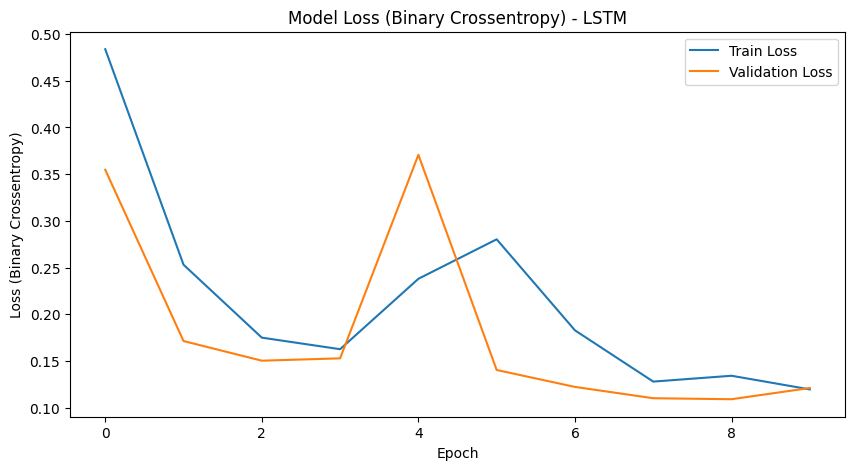 Model Loss (Binary Crossentropy) - LSTM
Train Loss
Validation Loss
Loss (Binary Crossentropy)
0.50
0.45
0.40
0.35
0.30
0.25
0.20
0.15
0.10
0 2 4 6 8
Epoch